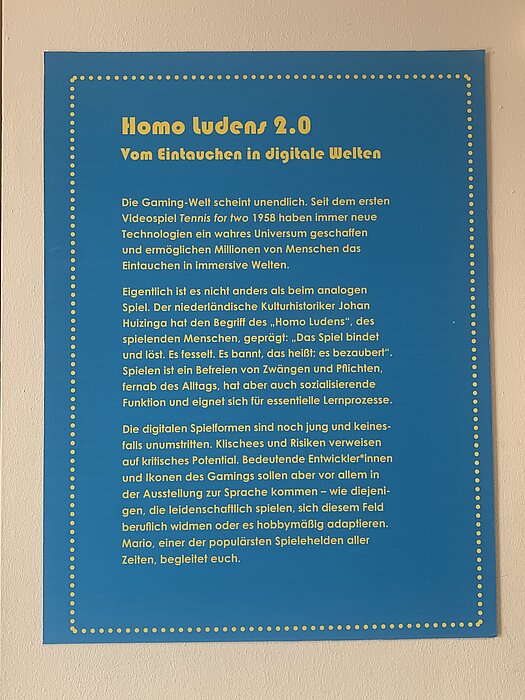 Homo Ludens 2.0
Vom Eintauchen in digitale Welten
Die Gaming-Welt scheint unendlich. Seit dem ersten
Videospiel Tennis for two 1958 haben immer neue
Technologien ein wahres Universum geschaffen
und ermöglichen Millionen von Menschen das
Eintauchen in immersive Welten.
Eigentlich ist es nicht anders als beim analogen
Spiel. Der niederländische Kulturhistoriker Johan
Huizinga hat den Begriff des „Homo Ludens“, des
spielenden Menschen, geprägt: „Das Spiel bindet
und löst. Es fesselt. Es bannt, das heißt: es bezaubert“.
Spielen ist ein Befreien von Zwängen und Pflichten,
fernab des Alltags, hat aber auch sozialisierende
Funktion und eignet sich für essentielle Lernprozesse.
Die digitalen Spielformen sind noch jung und keines-
falls unumstritten. Klischees und Risiken verweisen
auf kritisches Potential. Bedeutende Entwickler*innen
und Ikonen des Gamings sollen aber vor allem in
der Ausstellung zur Sprache kommen – wie diejeni-
gen, die leidenschaftlich spielen, sich diesem Feld
beruflich widmen oder es hobbymäßig adaptieren.
Mario, einer der populärsten Spielehelden aller
Zeiten, begleitet euch.